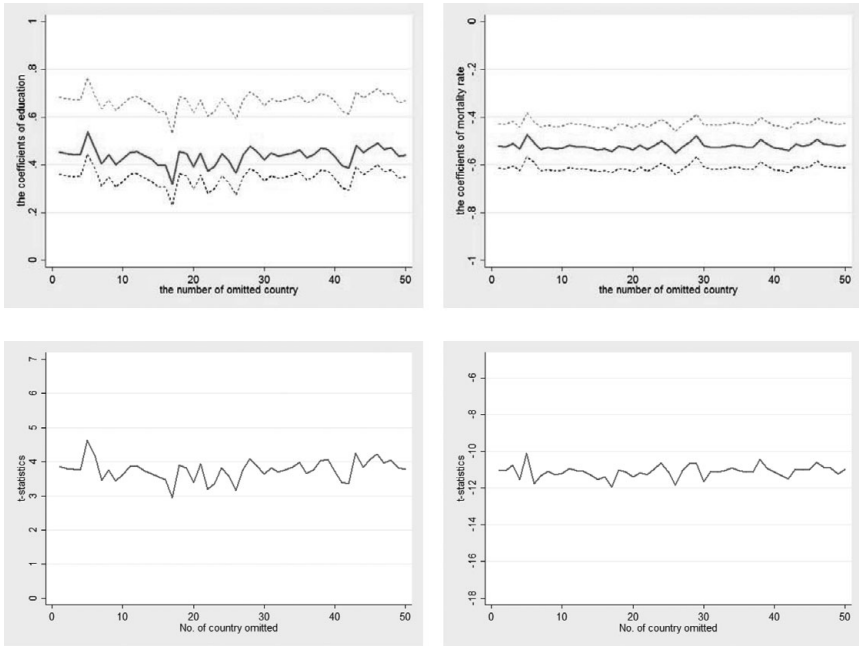 the coefficients of education
1
.8
.6
.4
.2
0
0 10 20 30 40 50
the number of omitted country
the coefficients of mortality rate
0
-.2
-.4
-.6
-.8
-1
0 10 20 30 40 50
the number of omitted country
t-statistics
7
6
5
4
3
2
1
0
0 10 20 30 40 50
No. of country omitted
t-statistics
-6
-8
-10
-12
-14
-16
-18
0 10 20 30 40 50
No. of country omitted